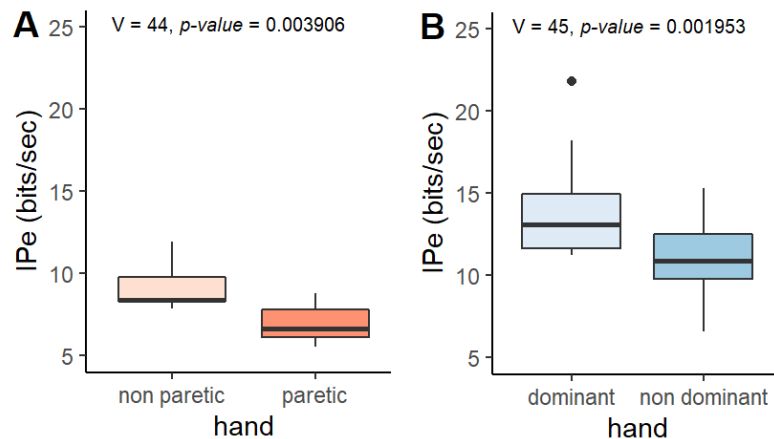 A
V = 44, p-value = 0.003906
25
20
15
10
5
IPe (bits/sec)
non paretic
paretic
hand
B
V = 45, p-value = 0.001953
25
20
15
10
5
IPe (bits/sec)
dominant
non dominant
hand